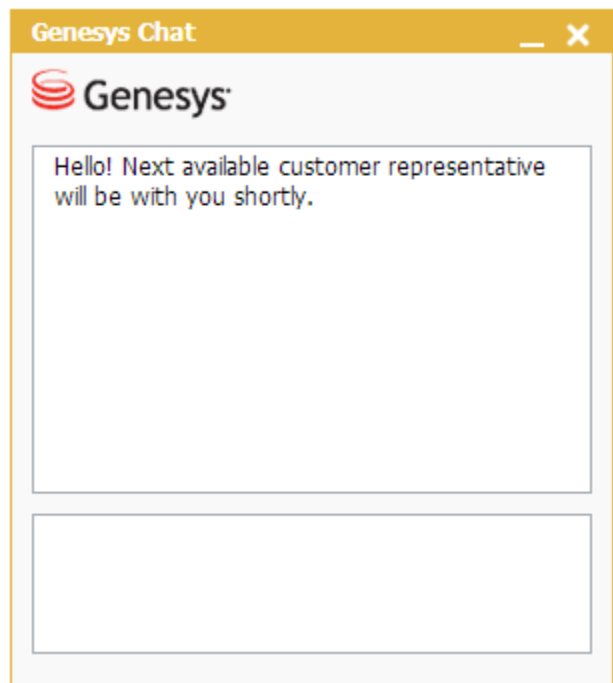 Genesys Chat
Genesys
Hello! Next available customer representative
will be with you shortly.